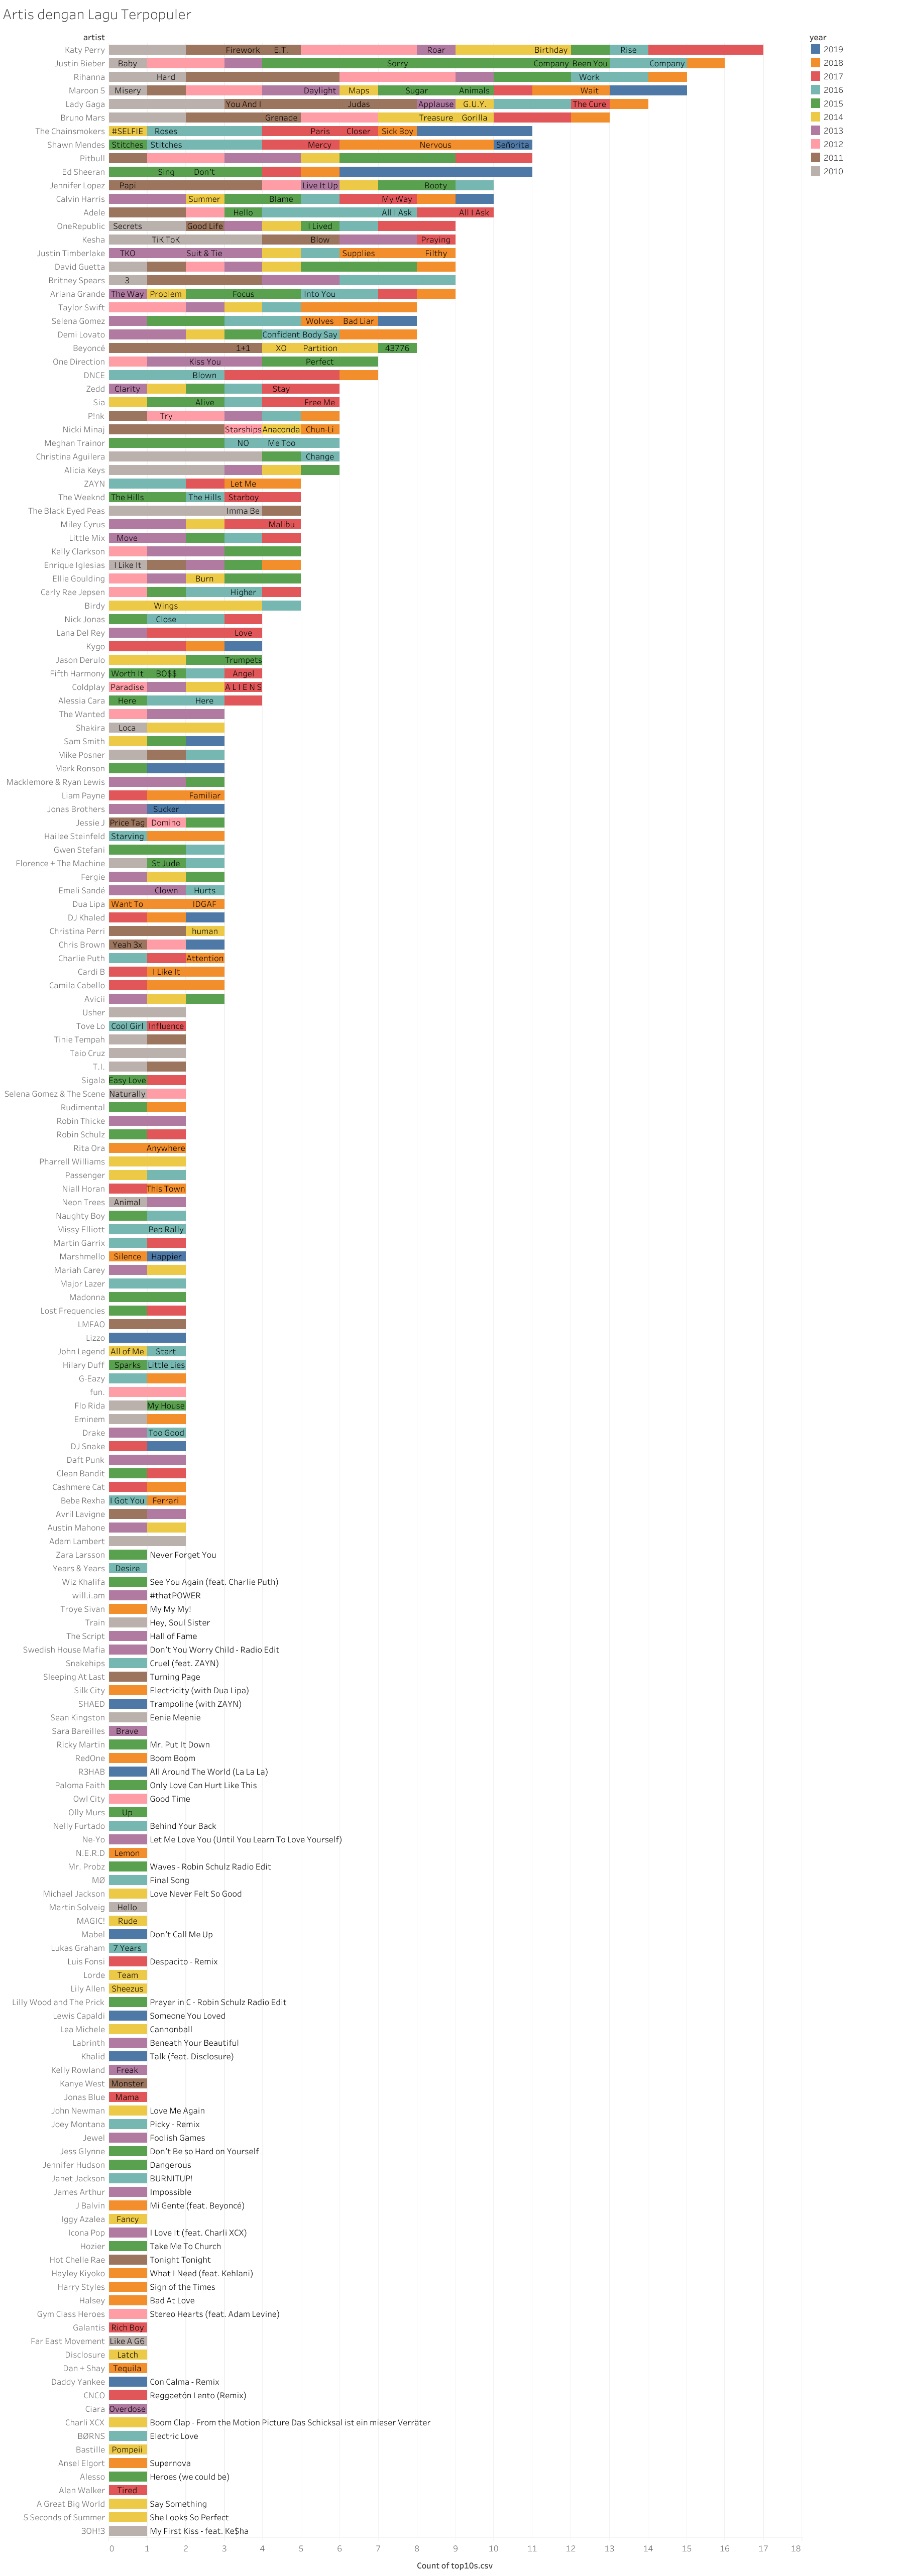 Artis dengan Lagu Terpopuler
artist
year
Katy Perry Firework E.T. Roar Birthday Rise
2019
Justin Bieber Baby Sorry Company Been You Company
2018
Rihanna Hard Work
2017
Maroon 5 Misery Daylight Maps Sugar Animals Wait
2016
Lady Gaga You And I Judas Applause G.U.Y. The Cure
2015
Bruno Mars Grenade Treasure Gorilla
2014
The Chainsmokers #SELFIE Roses Paris Closer Sick Boy
2013
Shawn Mendes Stitches Stitches Mercy Nervous Señorita
2012
Pitbull
2011
Ed Sheeran Sing Don't
2010
Jennifer Lopez Papi Live It Up Booty
Calvin Harris Summer Blame My Way
Adele Hello All I Ask All I Ask
OneRepublic Secrets Good Life I Lived
Kesha TiK ToK Blow Praying
Justin Timberlake TKO Suit & Tie Supplies Filthy
David Guetta
Britney Spears 3
Ariana Grande The Way Problem Focus Into You
Taylor Swift
Selena Gomez Wolves Bad Liar
Demi Lovato Confident Body Say
Beyoncé 1+1 XO Partition 43776
One Direction Kiss You Perfect
DNCE Blown
Zedd Clarity Stay
Sia Alive Free Me
P!nk Try
Nicki Minaj Starships Anaconda Chun-Li
Meghan Trainor NO Me Too
Christina Aguilera Change
Alicia Keys
ZAYN Let Me
The Weeknd The Hills The Hills Starboy
The Black Eyed Peas Imma Be
Miley Cyrus Malibu
Little Mix Move
Kelly Clarkson
Enrique Iglesias I Like It
Ellie Goulding Burn
Carly Rae Jepsen Higher
Birdy Wings
Nick Jonas Close
Lana Del Rey Love
Kygo
Jason Derulo Trumpets
Fifth Harmony Worth It BO$$ Angel
Coldplay Paradise A L I E N S
Alessia Cara Here Here
The Wanted
Shakira Loca
Sam Smith
Mike Posner
Mark Ronson
Macklemore & Ryan Lewis
Liam Payne Familiar
Jonas Brothers Sucker
Jessie J Price Tag Domino
Hailee Steinfeld Starving
Gwen Stefani
Florence + The Machine St Jude
Fergie
Emeli Sandé Clown Hurts
Dua Lipa Want To IDGAF
DJ Khaled
Christina Perri human
Chris Brown Yeah 3x
Charlie Puth Attention
Cardi B I Like It
Camila Cabello
Avicii
Usher
Tove Lo Cool Girl Influence
Tinie Tempah
Taio Cruz
T.I.
Sigala Easy Love
Selena Gomez & The Scene Naturally
Rudimental
Robin Thicke
Robin Schulz
Rita Ora Anywhere
Pharrell Williams
Passenger
Niall Horan This Town
Neon Trees Animal
Naughty Boy
Missy Elliott Pep Rally
Martin Garrix
Marshmello Silence Happier
Mariah Carey
Major Lazer
Madonna
Lost Frequencies
LMFAO
Lizzo
John Legend All of Me Start
Hilary Duff Sparks Little Lies
G-Eazy
fun.
Flo Rida My House
Eminem
Drake Too Good
DJ Snake
Daft Punk
Clean Bandit
Cashmere Cat
Bebe Rexha I Got You Ferrari
Avril Lavigne
Austin Mahone
Adam Lambert
Zara Larsson Never Forget You
Years & Years Desire
Wiz Khalifa See You Again (feat. Charlie Puth)
will.i.am #thatPOWER
Troye Sivan My My My!
Train Hey, Soul Sister
The Script Hall of Fame
Swedish House Mafia Don't You Worry Child - Radio Edit
Snakehips Cruel (feat. ZAYN)
Sleeping At Last Turning Page
Silk City Electricity (with Dua Lipa)
SHAED Trampoline (with ZAYN)
Sean Kingston Eenie Meenie
Sara Bareilles Brave
Ricky Martin Mr. Put It Down
RedOne Boom Boom
R3HAB All Around The World (La La La)
Paloma Faith Only Love Can Hurt Like This
Owl City Good Time
Olly Murs Up
Nelly Furtado Behind Your Back
Ne-Yo Let Me Love You (Until You Learn To Love Yourself)
N.E.R.D Lemon
Mr. Probz Waves - Robin Schulz Radio Edit
MØ Final Song
Michael Jackson Love Never Felt So Good
Martin Solveig Hello
MAGIC! Rude
Mabel Don't Call Me Up
Lukas Graham 7 Years
Luis Fonsi Despacito - Remix
Lorde Team
Lily Allen Sheezus
Lilly Wood and The Prick Prayer in C - Robin Schulz Radio Edit
Lewis Capaldi Someone You Loved
Lea Michele Cannonball
Labrinth Beneath Your Beautiful
Khalid Talk (feat. Disclosure)
Kelly Rowland Freak
Kanye West Monster
Jonas Blue Mama
John Newman Love Me Again
Joey Montana Picky - Remix
Jewel Foolish Games
Jess Glynne Don't Be so Hard on Yourself
Jennifer Hudson Dangerous
Janet Jackson BURNITUP!
James Arthur Impossible
J Balvin Mi Gente (feat. Beyoncé)
Iggy Azalea Fancy
Icona Pop I Love It (feat. Charli XCX)
Hozier Take Me To Church
Hot Chelle Rae Tonight Tonight
Hayley Kiyoko What I Need (feat. Kehlani)
Harry Styles Sign of the Times
Halsey Bad At Love
Gym Class Heroes Stereo Hearts (feat. Adam Levine)
Galantis Rich Boy
Far East Movement Like A G6
Disclosure Latch
Dan + Shay Tequila
Daddy Yankee Con Calma - Remix
CNCO Reggaetón Lento (Remix)
Ciara Overdose
Charli XCX Boom Clap - From the Motion Picture Das Schicksal ist ein mieser Verräter
BØRNS Electric Love
Bastille Pompeii
Ansel Elgort Supernova
Alesso Heroes (we could be)
Alan Walker Tired
A Great Big World Say Something
5 Seconds of Summer She Looks So Perfect
3OH!3 My First Kiss - feat. Ke$ha
0 1 2 3 4 5 6 7 8 9 10 11 12 13 14 15 16 17 18
Count of top10s.csv